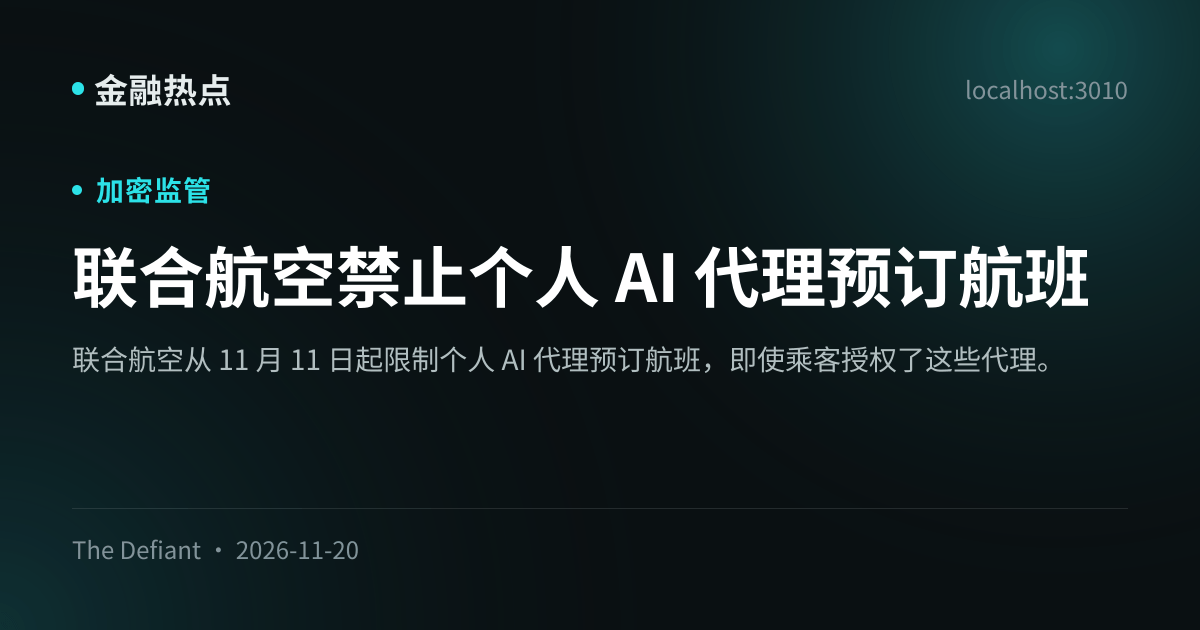 金融热点
localhost:3010
加密监管
联合航空禁止个人 AI 代理预订航班
联合航空从 11 月 11 日起限制个人 AI 代理预订航班，即使乘客授权了这些代理。
The Defiant • 2026-11-20